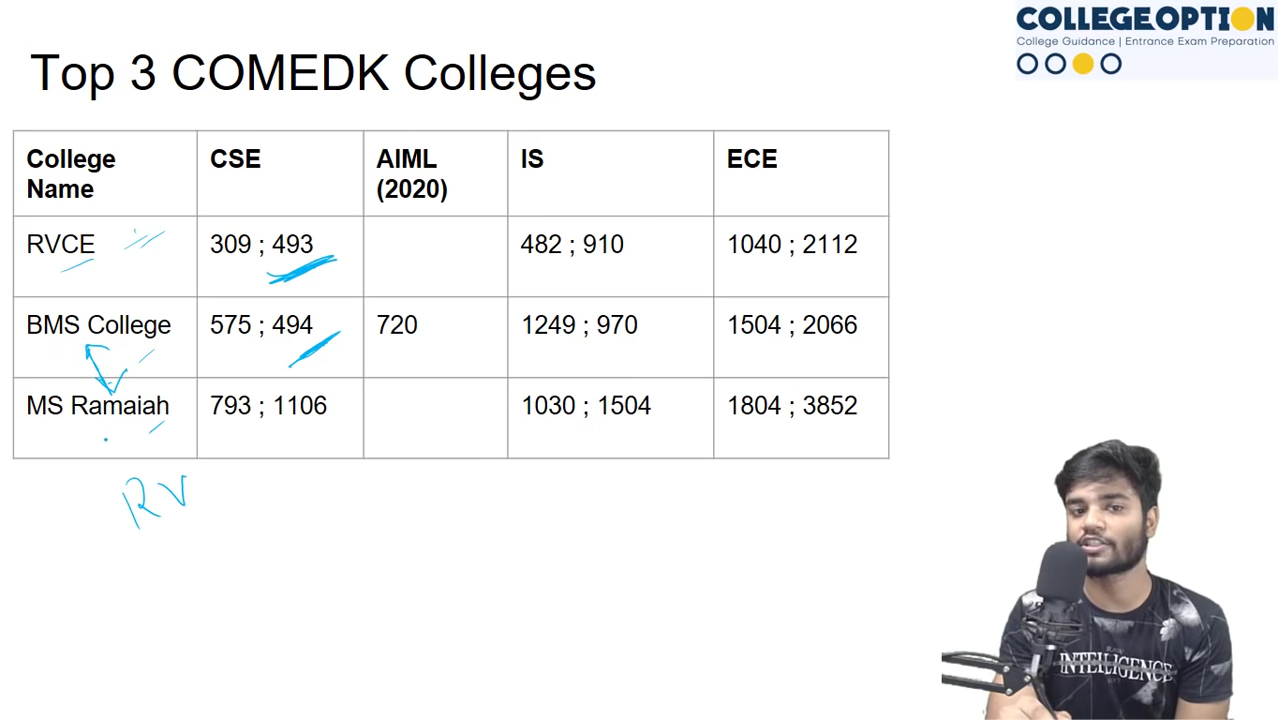 COLLEGEOPTION
College Guidance | Entrance Exam Preparation
Top 3 COMEDK Colleges
College Name CSE AIML (2020) IS ECE
RVCE 309 ; 493 482 ; 910 1040 ; 2112
BMS College 575 ; 494 720 1249 ; 970 1504 ; 2066
MS Ramaiah 793 ; 1106 1030 ; 1504 1804 ; 3852
RV
INTELLIGENCE